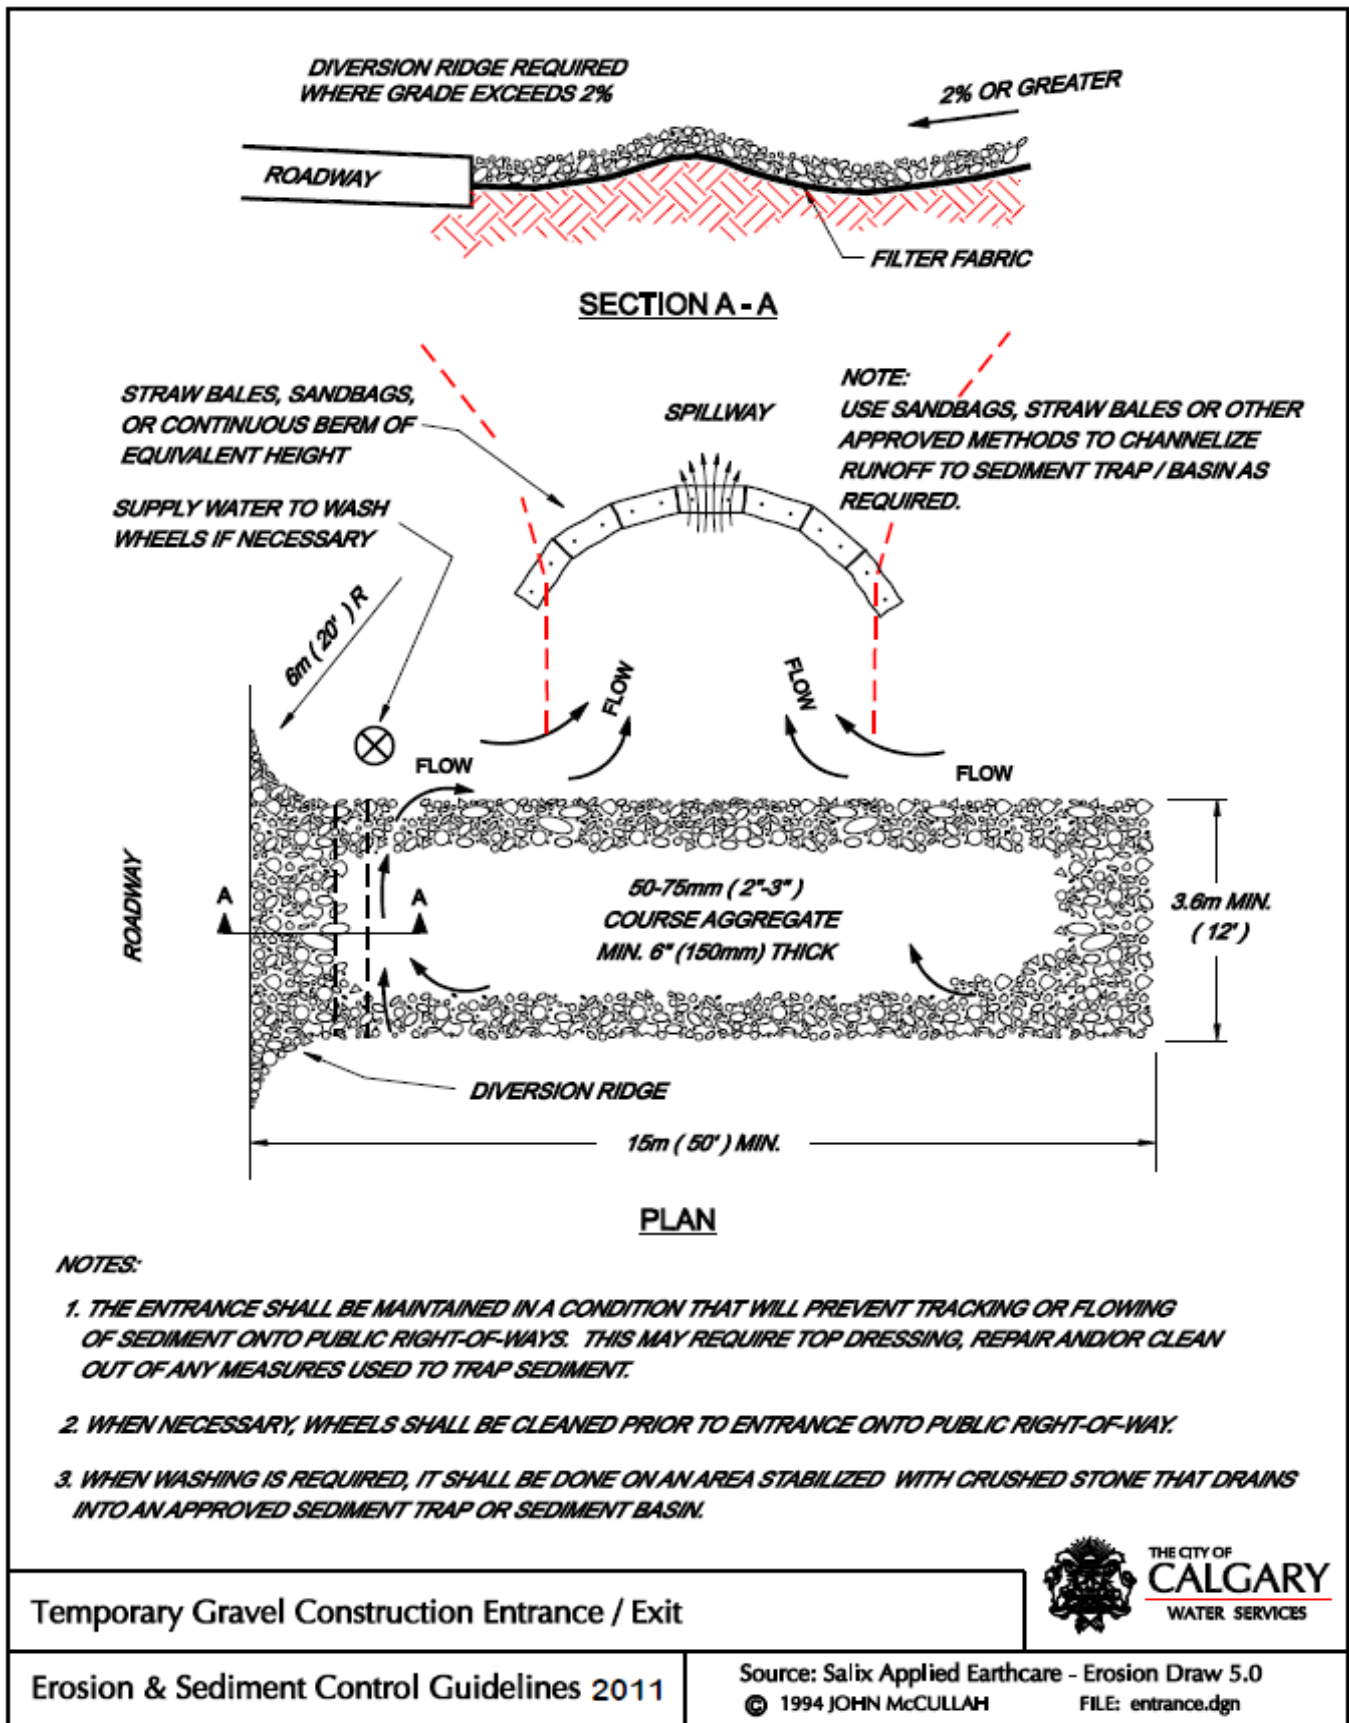 DIVERSION RIDGE REQUIRED
WHERE GRADE EXCEEDS 2%
2% OR GREATER
ROADWAY
FILTER FABRIC
SECTION A - A
STRAW BALES, SANDBAGS,
OR CONTINUOUS BERM OF
EQUIVALENT HEIGHT
SPILLWAY
NOTE:
USE SANDBAGS, STRAW BALES OR OTHER
APPROVED METHODS TO CHANNELIZE
RUNOFF TO SEDIMENT TRAP / BASIN AS
REQUIRED.
SUPPLY WATER TO WASH
WHEELS IF NECESSARY
6m ( 20' ) R
FLOW
FLOW
FLOW
FLOW
ROADWAY
A
A
50-75mm ( 2"-3" )
COURSE AGGREGATE
MIN. 6" (150mm) THICK
3.6m MIN.
( 12' )
DIVERSION RIDGE
15m ( 50' ) MIN.
PLAN
NOTES:
1. THE ENTRANCE SHALL BE MAINTAINED IN A CONDITION THAT WILL PREVENT TRACKING OR FLOWING
OF SEDIMENT ONTO PUBLIC RIGHT-OF-WAYS. THIS MAY REQUIRE TOP DRESSING, REPAIR AND/OR CLEAN
OUT OF ANY MEASURES USED TO TRAP SEDIMENT.
2. WHEN NECESSARY, WHEELS SHALL BE CLEANED PRIOR TO ENTRANCE ONTO PUBLIC RIGHT-OF-WAY.
3. WHEN WASHING IS REQUIRED, IT SHALL BE DONE ON AN AREA STABILIZED WITH CRUSHED STONE THAT DRAINS
INTO AN APPROVED SEDIMENT TRAP OR SEDIMENT BASIN.
THE CITY OF
CALGARY
WATER SERVICES
Temporary Gravel Construction Entrance / Exit
Erosion & Sediment Control Guidelines 2011
Source: Salix Applied Earthcare - Erosion Draw 5.0
© 1994 JOHN McCULLAH FILE: entrance.dgn